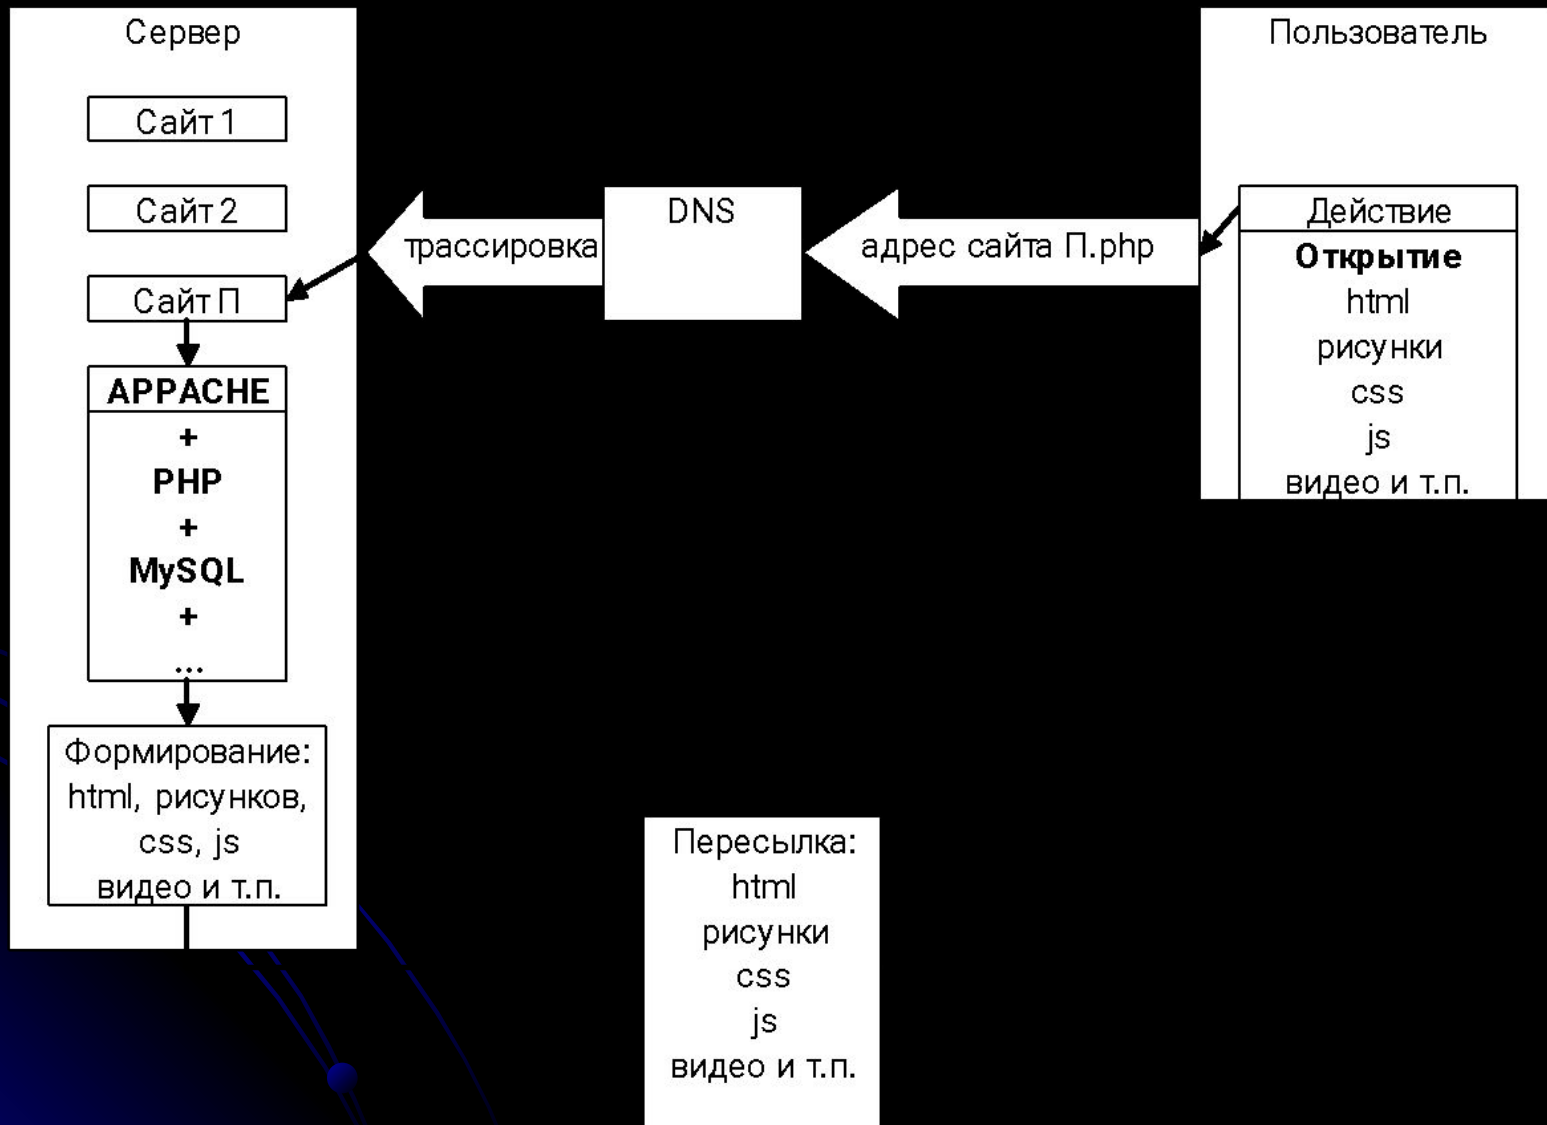 Сервер
Сайт 1
Сайт 2
Сайт П
APPACHE
+
PHP
+
MySQL
+
...
Формирование:
html, рисунков,
css, js
видео и т.п.
трассировка
DNS
адрес сайта П.php
Пользователь
Действие
Открытие
html
рисунки
css
js
видео и т.п.
Пересылка:
html
рисунки
css
js
видео и т.п.